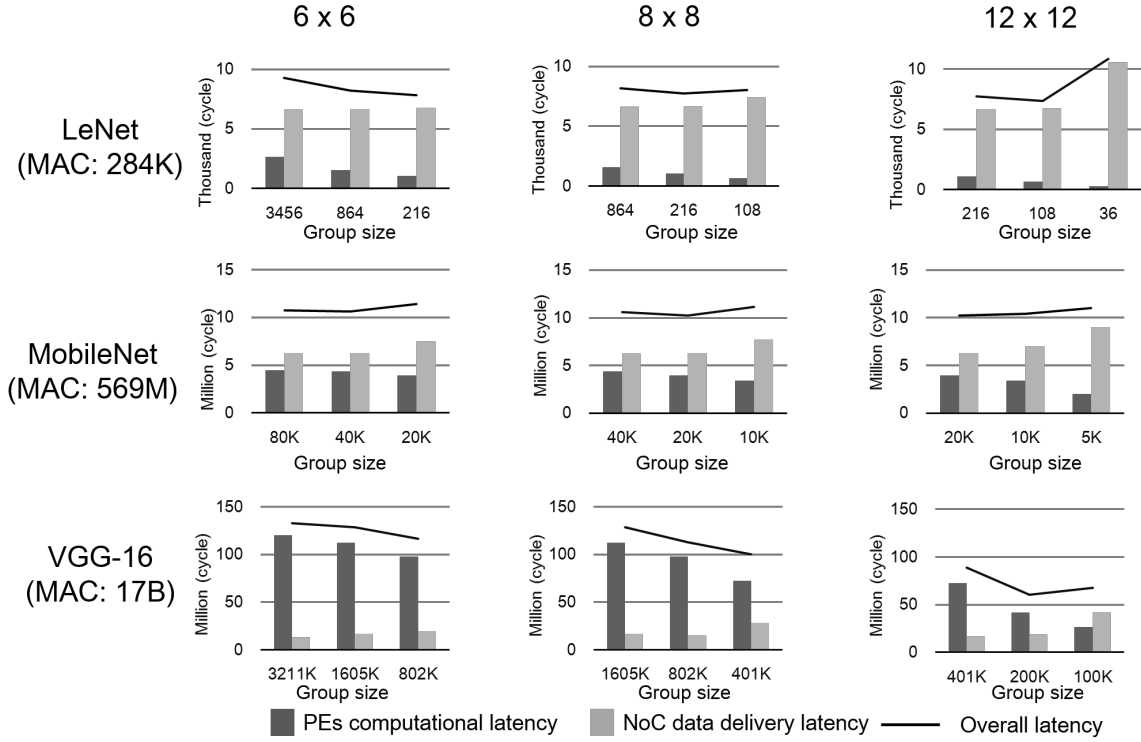 6 x 6
8 x 8
12 x 12
LeNet
(MAC: 284K)
Thousand (cycle)
10
5
0
3456 864 216
Group size
Thousand (cycle)
10
5
0
864 216 108
Group size
Thousand (cycle)
10
5
0
216 108 36
Group size
MobileNet
(MAC: 569M)
Million (cycle)
15
10
5
0
80K 40K 20K
Group size
Million (cycle)
15
10
5
0
40K 20K 10K
Group size
Million (cycle)
15
10
5
0
20K 10K 5K
Group size
VGG-16
(MAC: 17B)
Million (cycle)
150
100
50
0
3211K 1605K 802K
Group size
Million (cycle)
150
100
50
0
1605K 802K 401K
Group size
Million (cycle)
150
100
50
0
401K 200K 100K
Group size
PEs computational latency
NoC data delivery latency
Overall latency